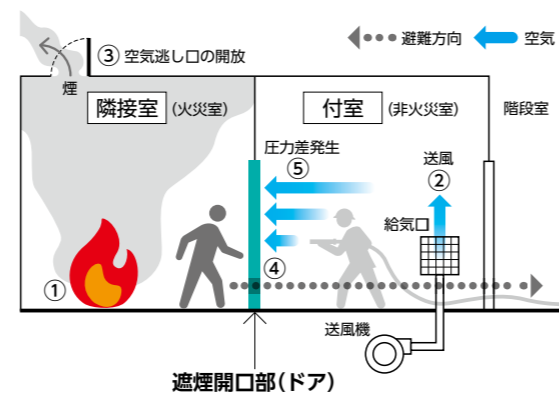 避難方向
空気
③ 空気逃し口の開放
煙
隣接室 (火災室)
付室 (非火災室)
階段室
圧力差発生
⑤
送風
②
給気口
④
①
送風機
遮煙開口部(ドア)